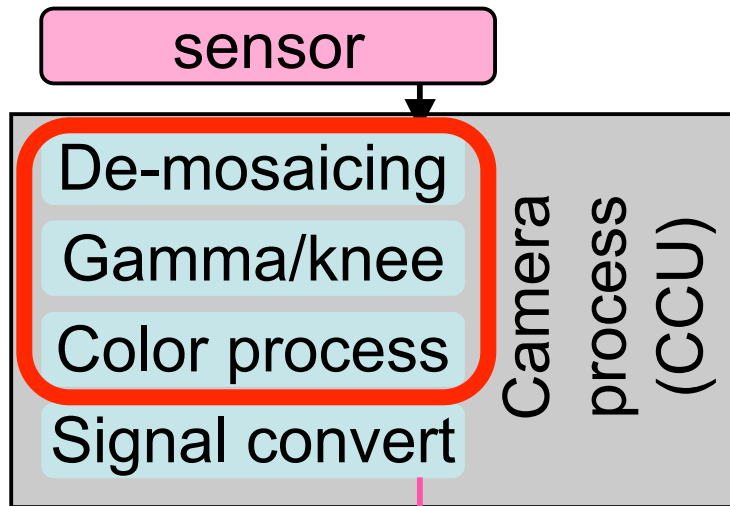 sensor
De-mosaicing
Gamma/knee
Color process
Signal convert
Camera
process
(CCU)